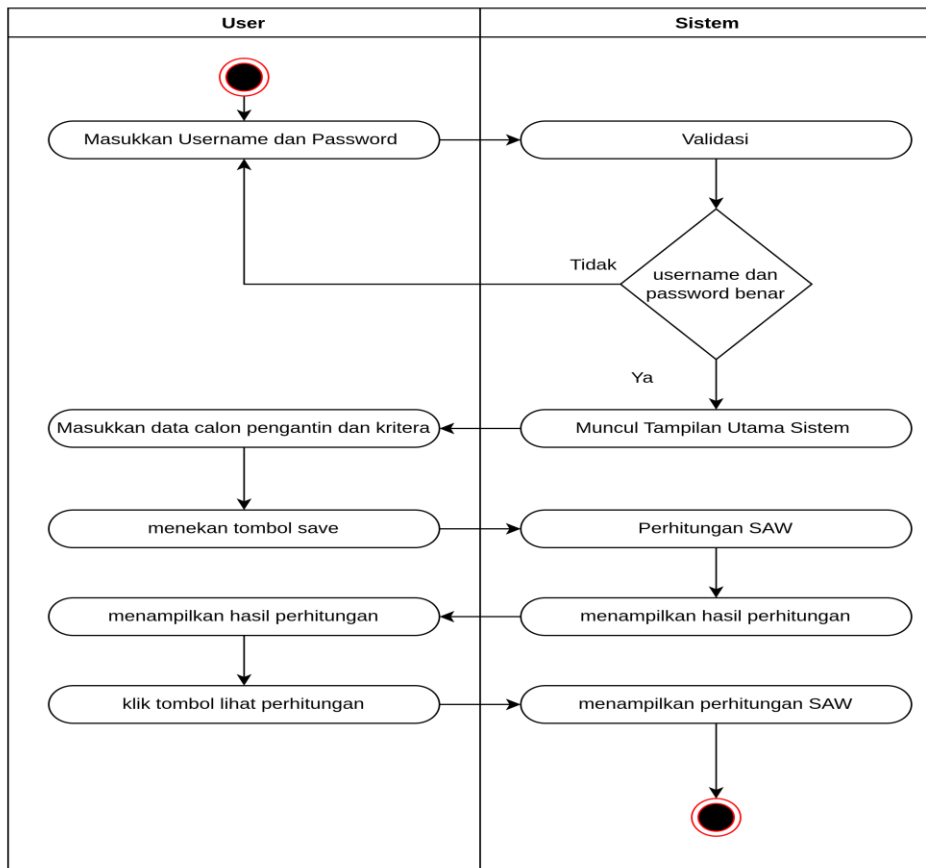 User
Sistem
Masukkan Username dan Password
Validasi
Tidak
username dan
password benar
Ya
Masukkan data calon pengantin dan kritera
Muncul Tampilan Utama Sistem
menekan tombol save
Perhitungan SAW
menampilkan hasil perhitungan
menampilkan hasil perhitungan
klik tombol lihat perhitungan
menampilkan perhitungan SAW